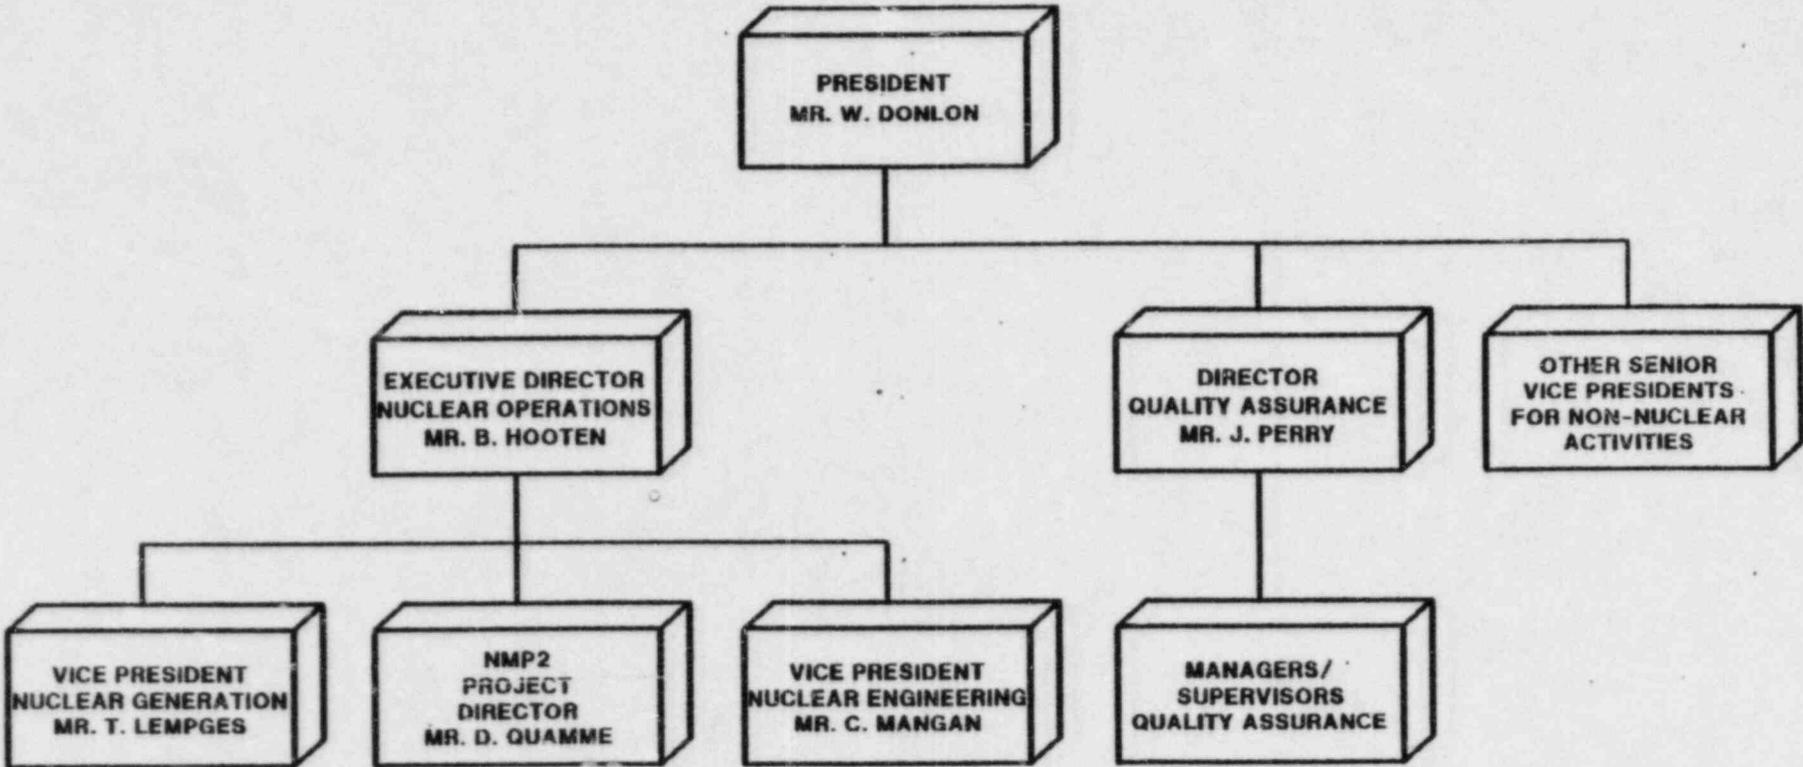 PRESIDENT
MR. W. DONLON
EXECUTIVE DIRECTOR
NUCLEAR OPERATIONS
MR. B. HOOTEN
DIRECTOR
QUALITY ASSURANCE
MR. J. PERRY
OTHER SENIOR
VICE PRESIDENTS
FOR NON-NUCLEAR
ACTIVITIES
VICE PRESIDENT
NUCLEAR GENERATION
MR. T. LEMPGES
NMP2
PROJECT
DIRECTOR
MR. D. QUAMME
VICE PRESIDENT
NUCLEAR ENGINEERING
MR. C. MANGAN
MANAGERS/
SUPERVISORS
QUALITY ASSURANCE